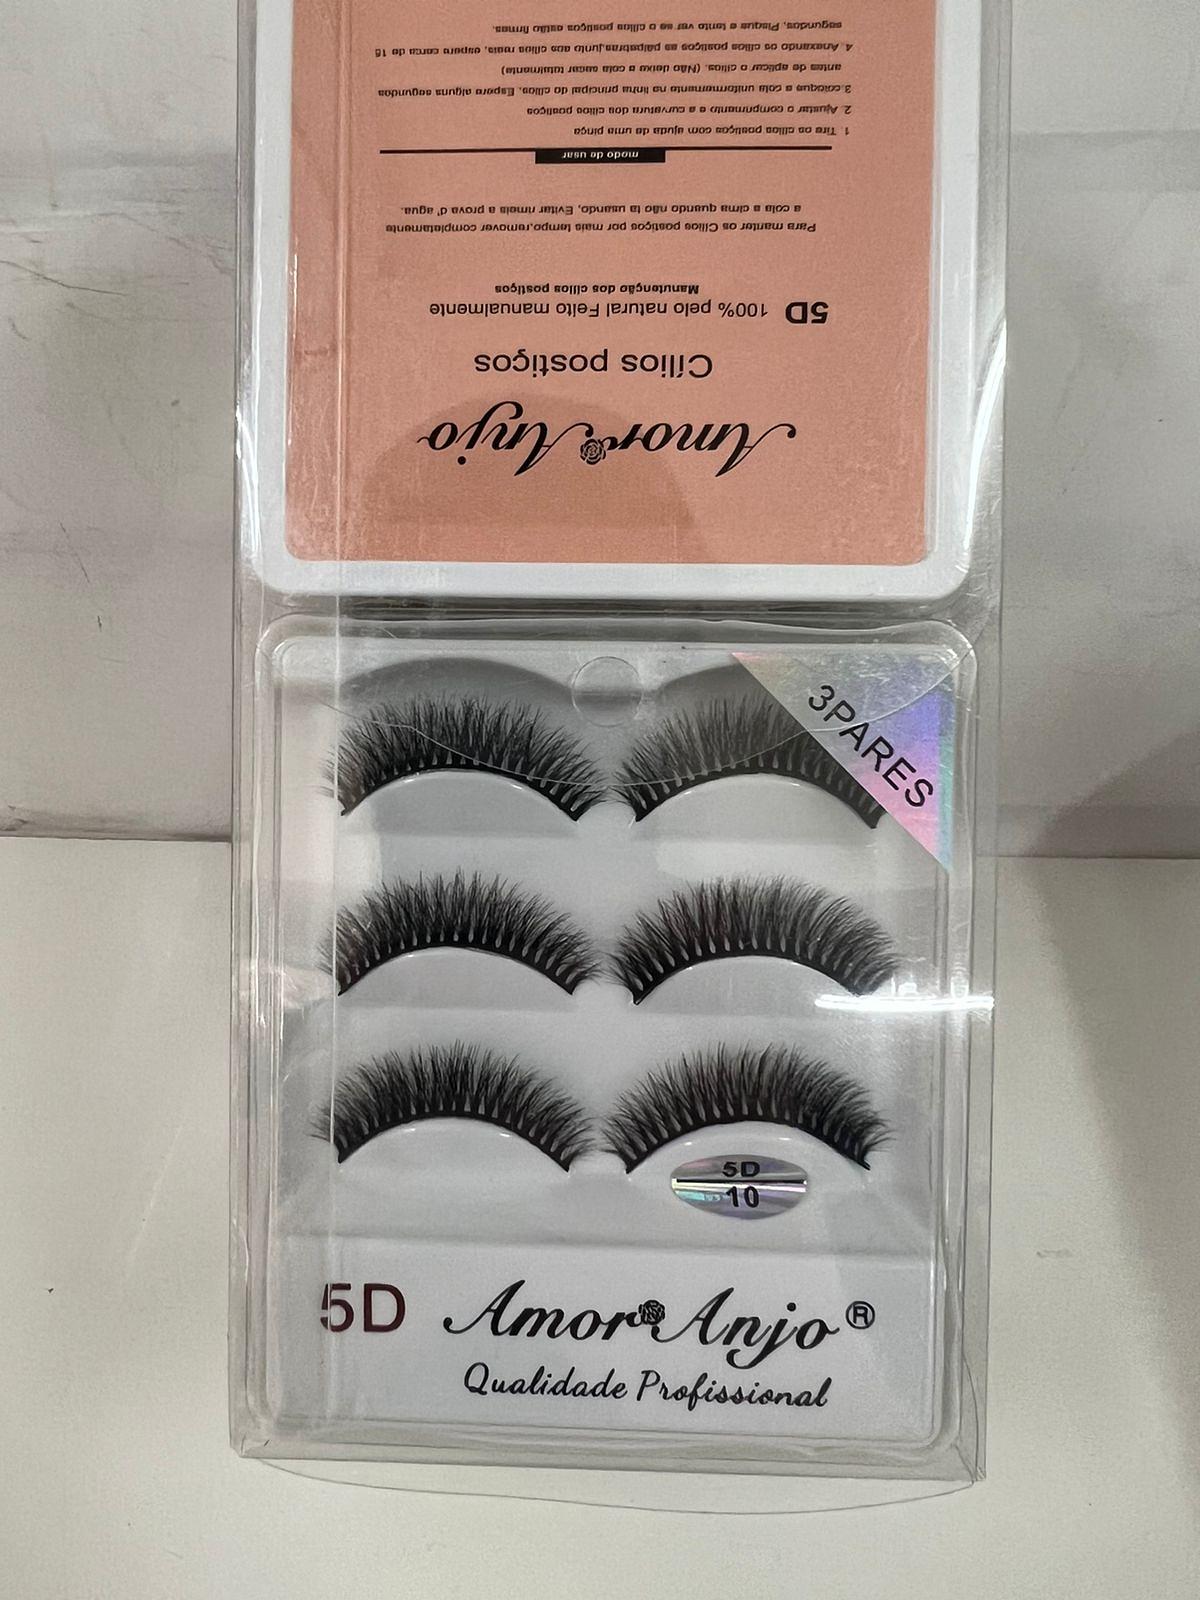 Amor Anjo
Cílios postiços
5D 100% pelo natural Feito manualmente
Manutenção dos cílios postiços
Para manter os Cílios postiços por mais tempo,remover completamente
a cola a cima quando não ta usando, Evitar rimels a prova d' agua.
modo de usar
1. Tire os cílios postiços com ajuda de uma pinça
2. Ajustar o comprimento e a curvatura dos cílios postiços
3. coloque a cola uniformemente na linha principal do cílios. Espere alguns segundos
antes de aplicar o cílios. (Não deixe a cola secar totalmente)
4. Anexando os cílios postiços as palpebras,junto aos cílios reais, espere cerca de 15
segundos, Pisque e tente ver se o cílios postiços estão firmes
3PARES
5D
10
5D Amor Anjo®
Qualidade Profissional